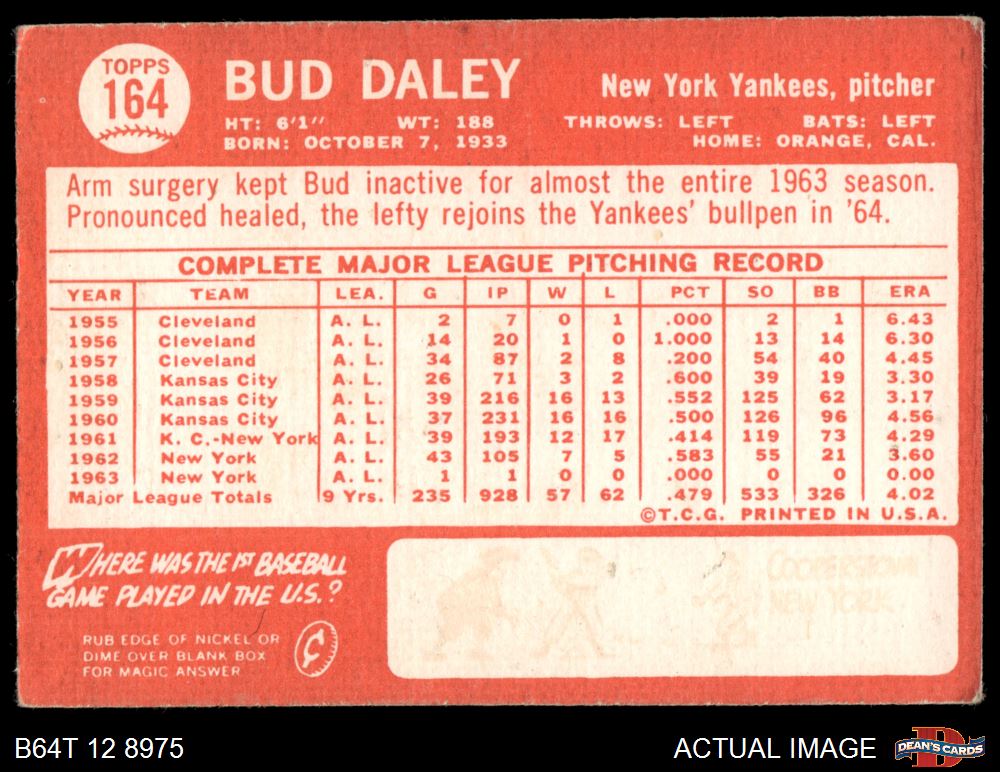 TOPPS
164
BUD DALEY
New York Yankees, pitcher
HT: 6'1" WT: 188 THROWS: LEFT BATS: LEFT
BORN: OCTOBER 7, 1933 HOME: ORANGE, CAL.
Arm surgery kept Bud inactive for almost the entire 1963 season.
Pronounced healed, the lefty rejoins the Yankees' bullpen in '64.
COMPLETE MAJOR LEAGUE PITCHING RECORD
YEAR TEAM LEA. G IP W L PCT SO BB ERA
1955 Cleveland A. L. 2 7 0 1 .000 2 1 6.43
1956 Cleveland A. L. 14 20 1 0 1.000 13 14 6.30
1957 Cleveland A. L. 34 87 2 8 .200 54 40 4.45
1958 Kansas City A. L. 26 71 3 2 .600 39 19 3.30
1959 Kansas City A. L. 39 216 16 13 .552 125 62 3.17
1960 Kansas City A. L. 37 231 16 16 .500 126 96 4.56
1961 K. C.-New York A. L. 39 193 12 17 .414 119 73 4.29
1962 New York A. L. 43 105 7 5 .583 55 21 3.60
1963 New York A. L. 1 1 0 0 .000 0 0 0.00
Major League Totals 9 Yrs. 235 928 57 62 .479 533 326 4.02
©T.C.G. PRINTED IN U.S.A.
WHERE WAS THE 1ST BASEBALL
GAME PLAYED IN THE U.S.?
RUB EDGE OF NICKEL OR
DIME OVER BLANK BOX
FOR MAGIC ANSWER
¢
COOPERSTOWN
NEW YORK
B64T 12 8975
ACTUAL IMAGE
D
DEAN'S CARDS